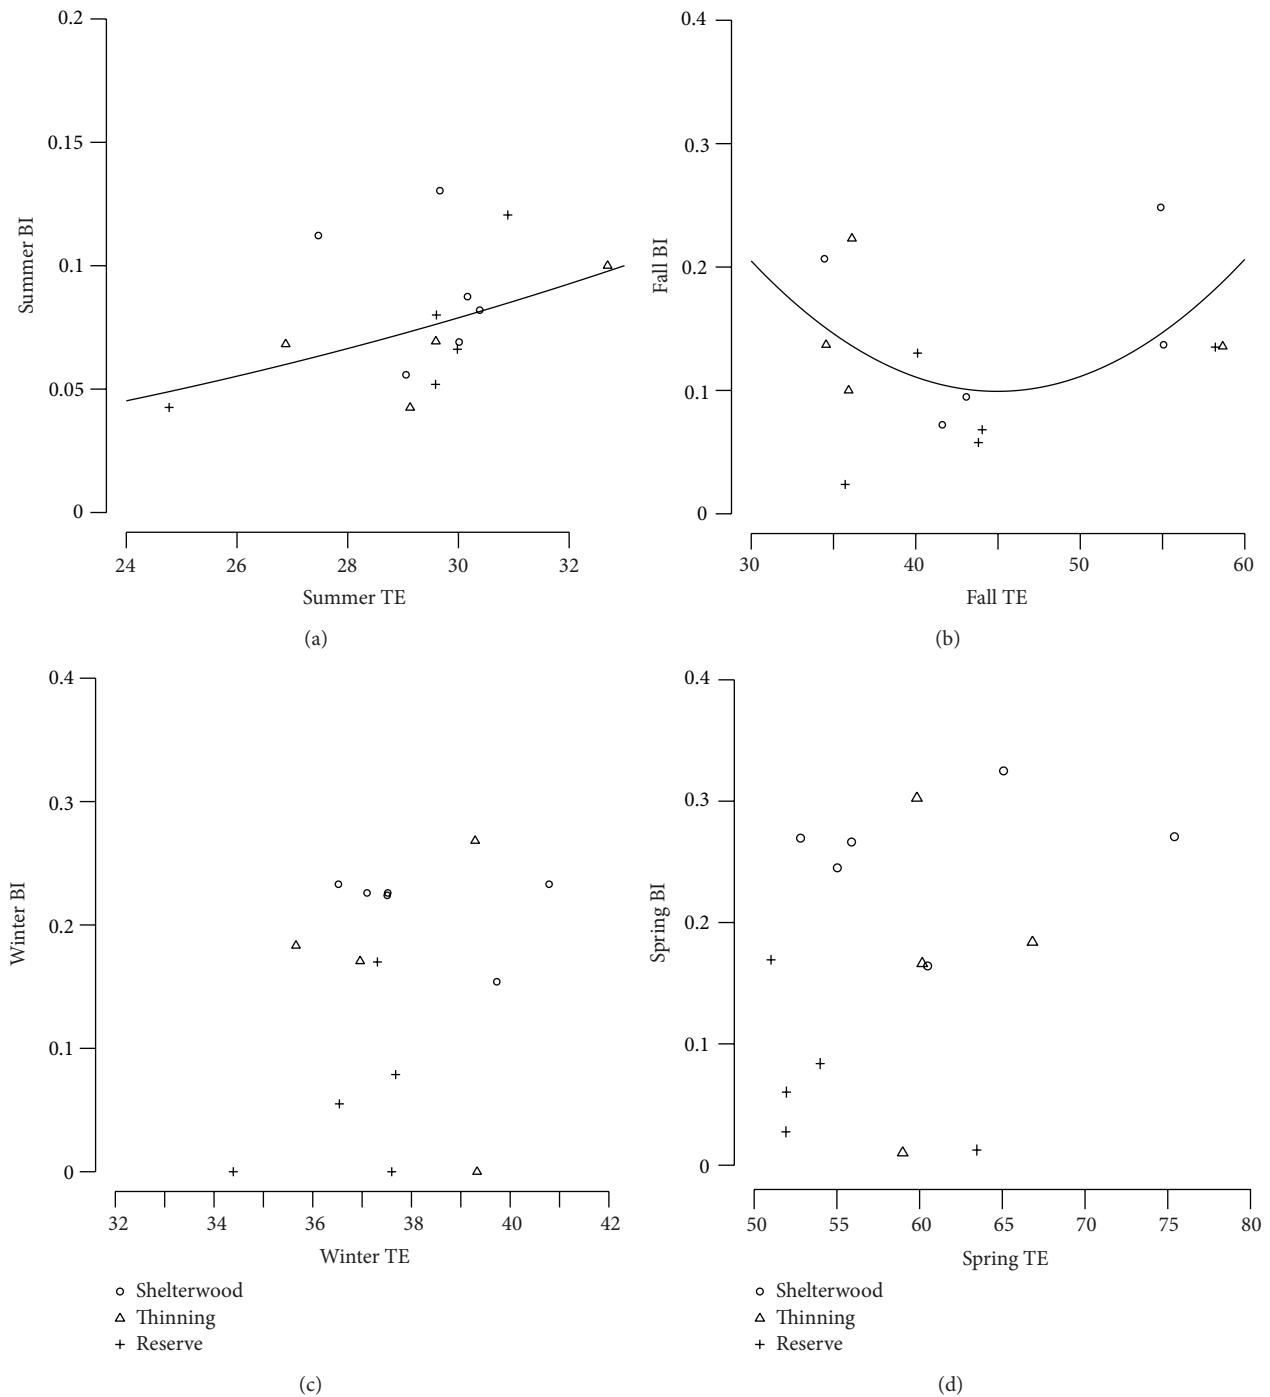 0.2
0.15
0.1
0.05
0
Summer BI
24 26 28 30 32
Summer TE
(a)
0.4
0.3
0.2
0.1
0
Fall BI
30 40 50 60
Fall TE
(b)
0.4
0.3
0.2
0.1
0
Winter BI
32 34 36 38 40 42
Winter TE
Shelterwood
Thinning
Reserve
(c)
0.4
0.3
0.2
0.1
0
Spring BI
50 55 60 65 70 75 80
Spring TE
Shelterwood
Thinning
Reserve
(d)